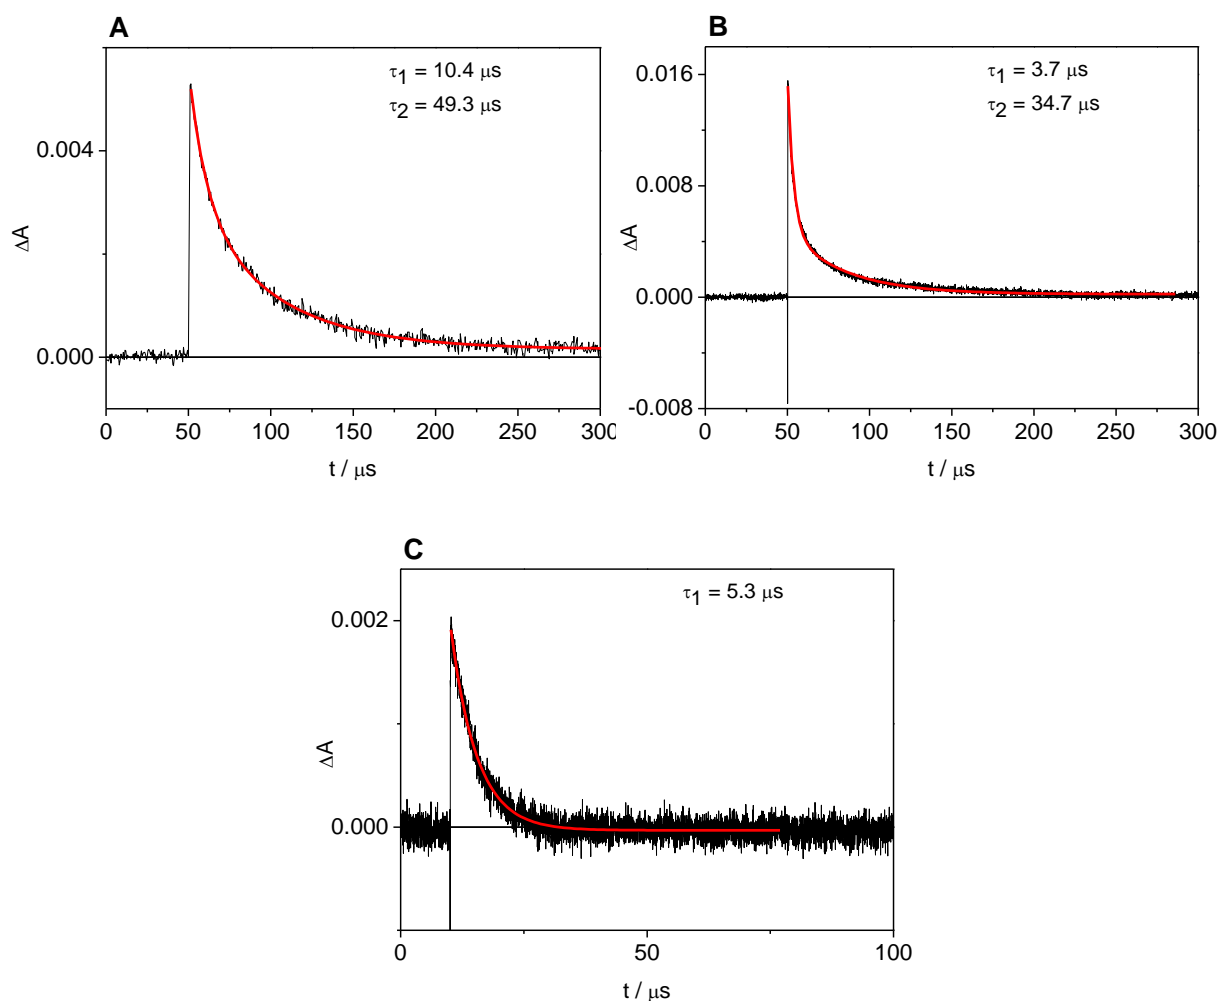 A
τ1 = 10.4 μs
τ2 = 49.3 μs
0.004
0.000
ΔA
0 50 100 150 200 250 300
t / μs
B
τ1 = 3.7 μs
τ2 = 34.7 μs
0.016
0.008
0.000
-0.008
ΔA
0 50 100 150 200 250 300
t / μs
C
τ1 = 5.3 μs
0.002
0.000
ΔA
0 50 100
t / μs